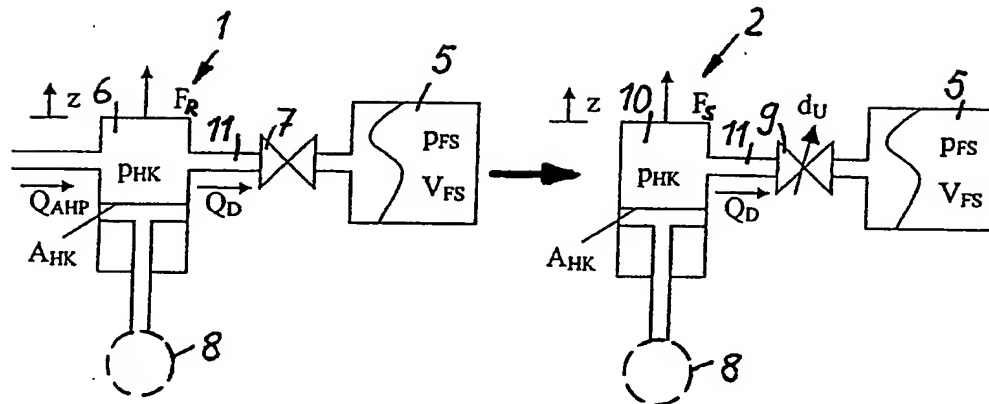 1
2
z
6
F_R
5
z
10
F_S
5
11
7
11
9
d_U
p_HK
p_FS
p_HK
p_FS
Q_AHP
Q_D
V_FS
Q_D
V_FS
A_HK
A_HK
8
8